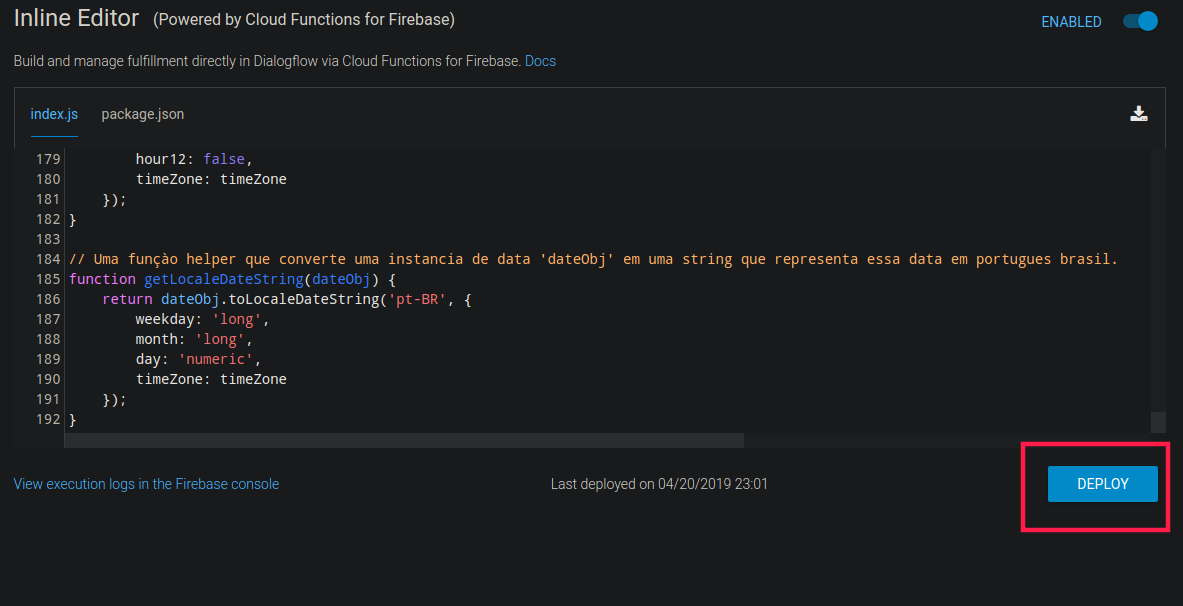 Inline Editor (Powered by Cloud Functions for Firebase) ENABLED
Build and manage fulfillment directly in Dialogflow via Cloud Functions for Firebase. Docs
index.js package.json
179 hour12: false,
180 timeZone: timeZone
181 });
182 }
183
184 // Uma funçào helper que converte uma instancia de data 'dateObj' em uma string que representa essa data em portugues brasil.
185 function getLocaleDateString(dateObj) {
186 return dateObj.toLocaleDateString('pt-BR', {
187 weekday: 'long',
188 month: 'long',
189 day: 'numeric',
190 timeZone: timeZone
191 });
192 }
View execution logs in the Firebase console Last deployed on 04/20/2019 23:01 DEPLOY